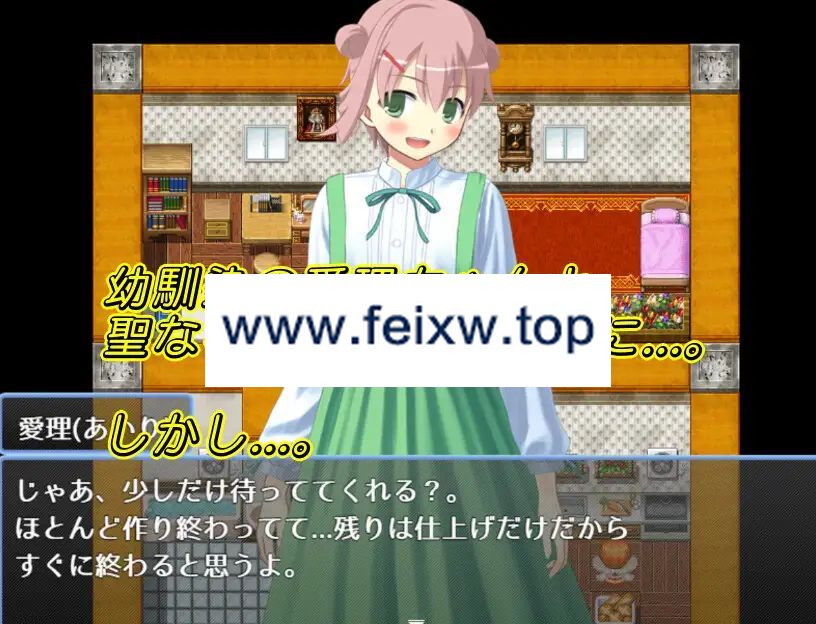 幼馴
www.feixw.top
聖な
に…。
しかし…。
愛理(あいり)
じゃあ、少しだけ待っててくれる？。
ほとんど作り終わってて…残りは仕上げだけだから
すぐに終わると思うよ。